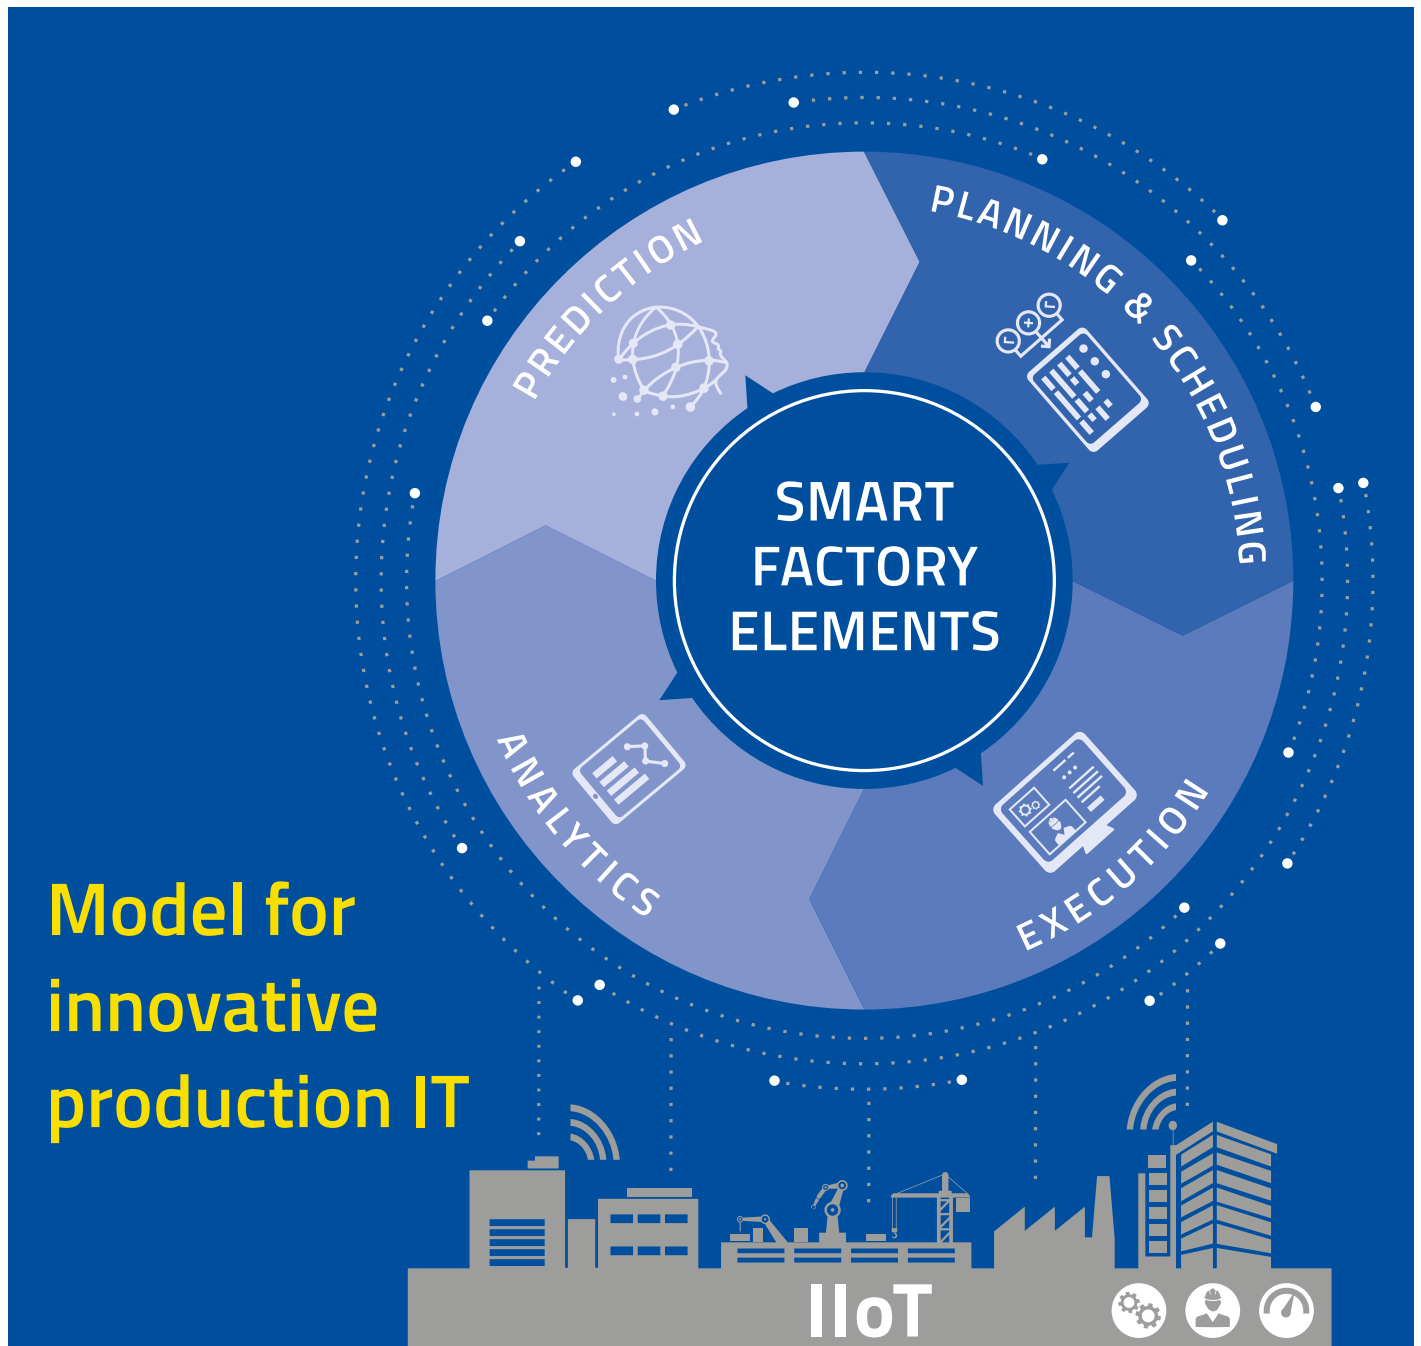 PREDICTION
PLANNING & SCHEDULING
SMART
FACTORY
ELEMENTS
ANALYTICS
EXECUTION
Model for
innovative
production IT
IIoT